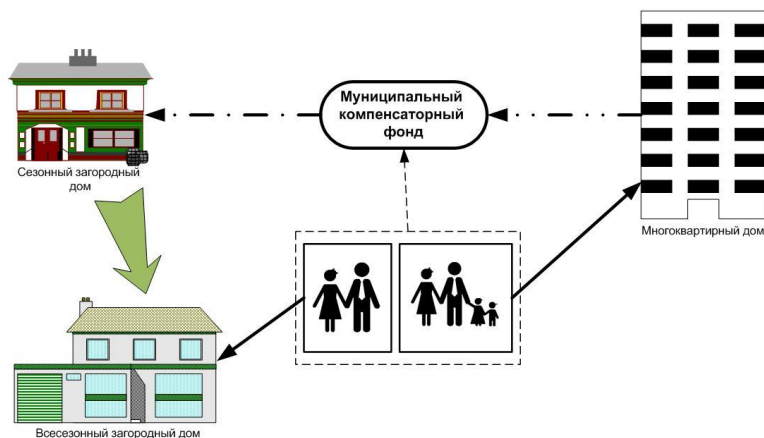 Муниципальный
компенсаторный
фонд
Сезонный загородный
дом
Многоквартирный дом
Всесезонный загородный дом